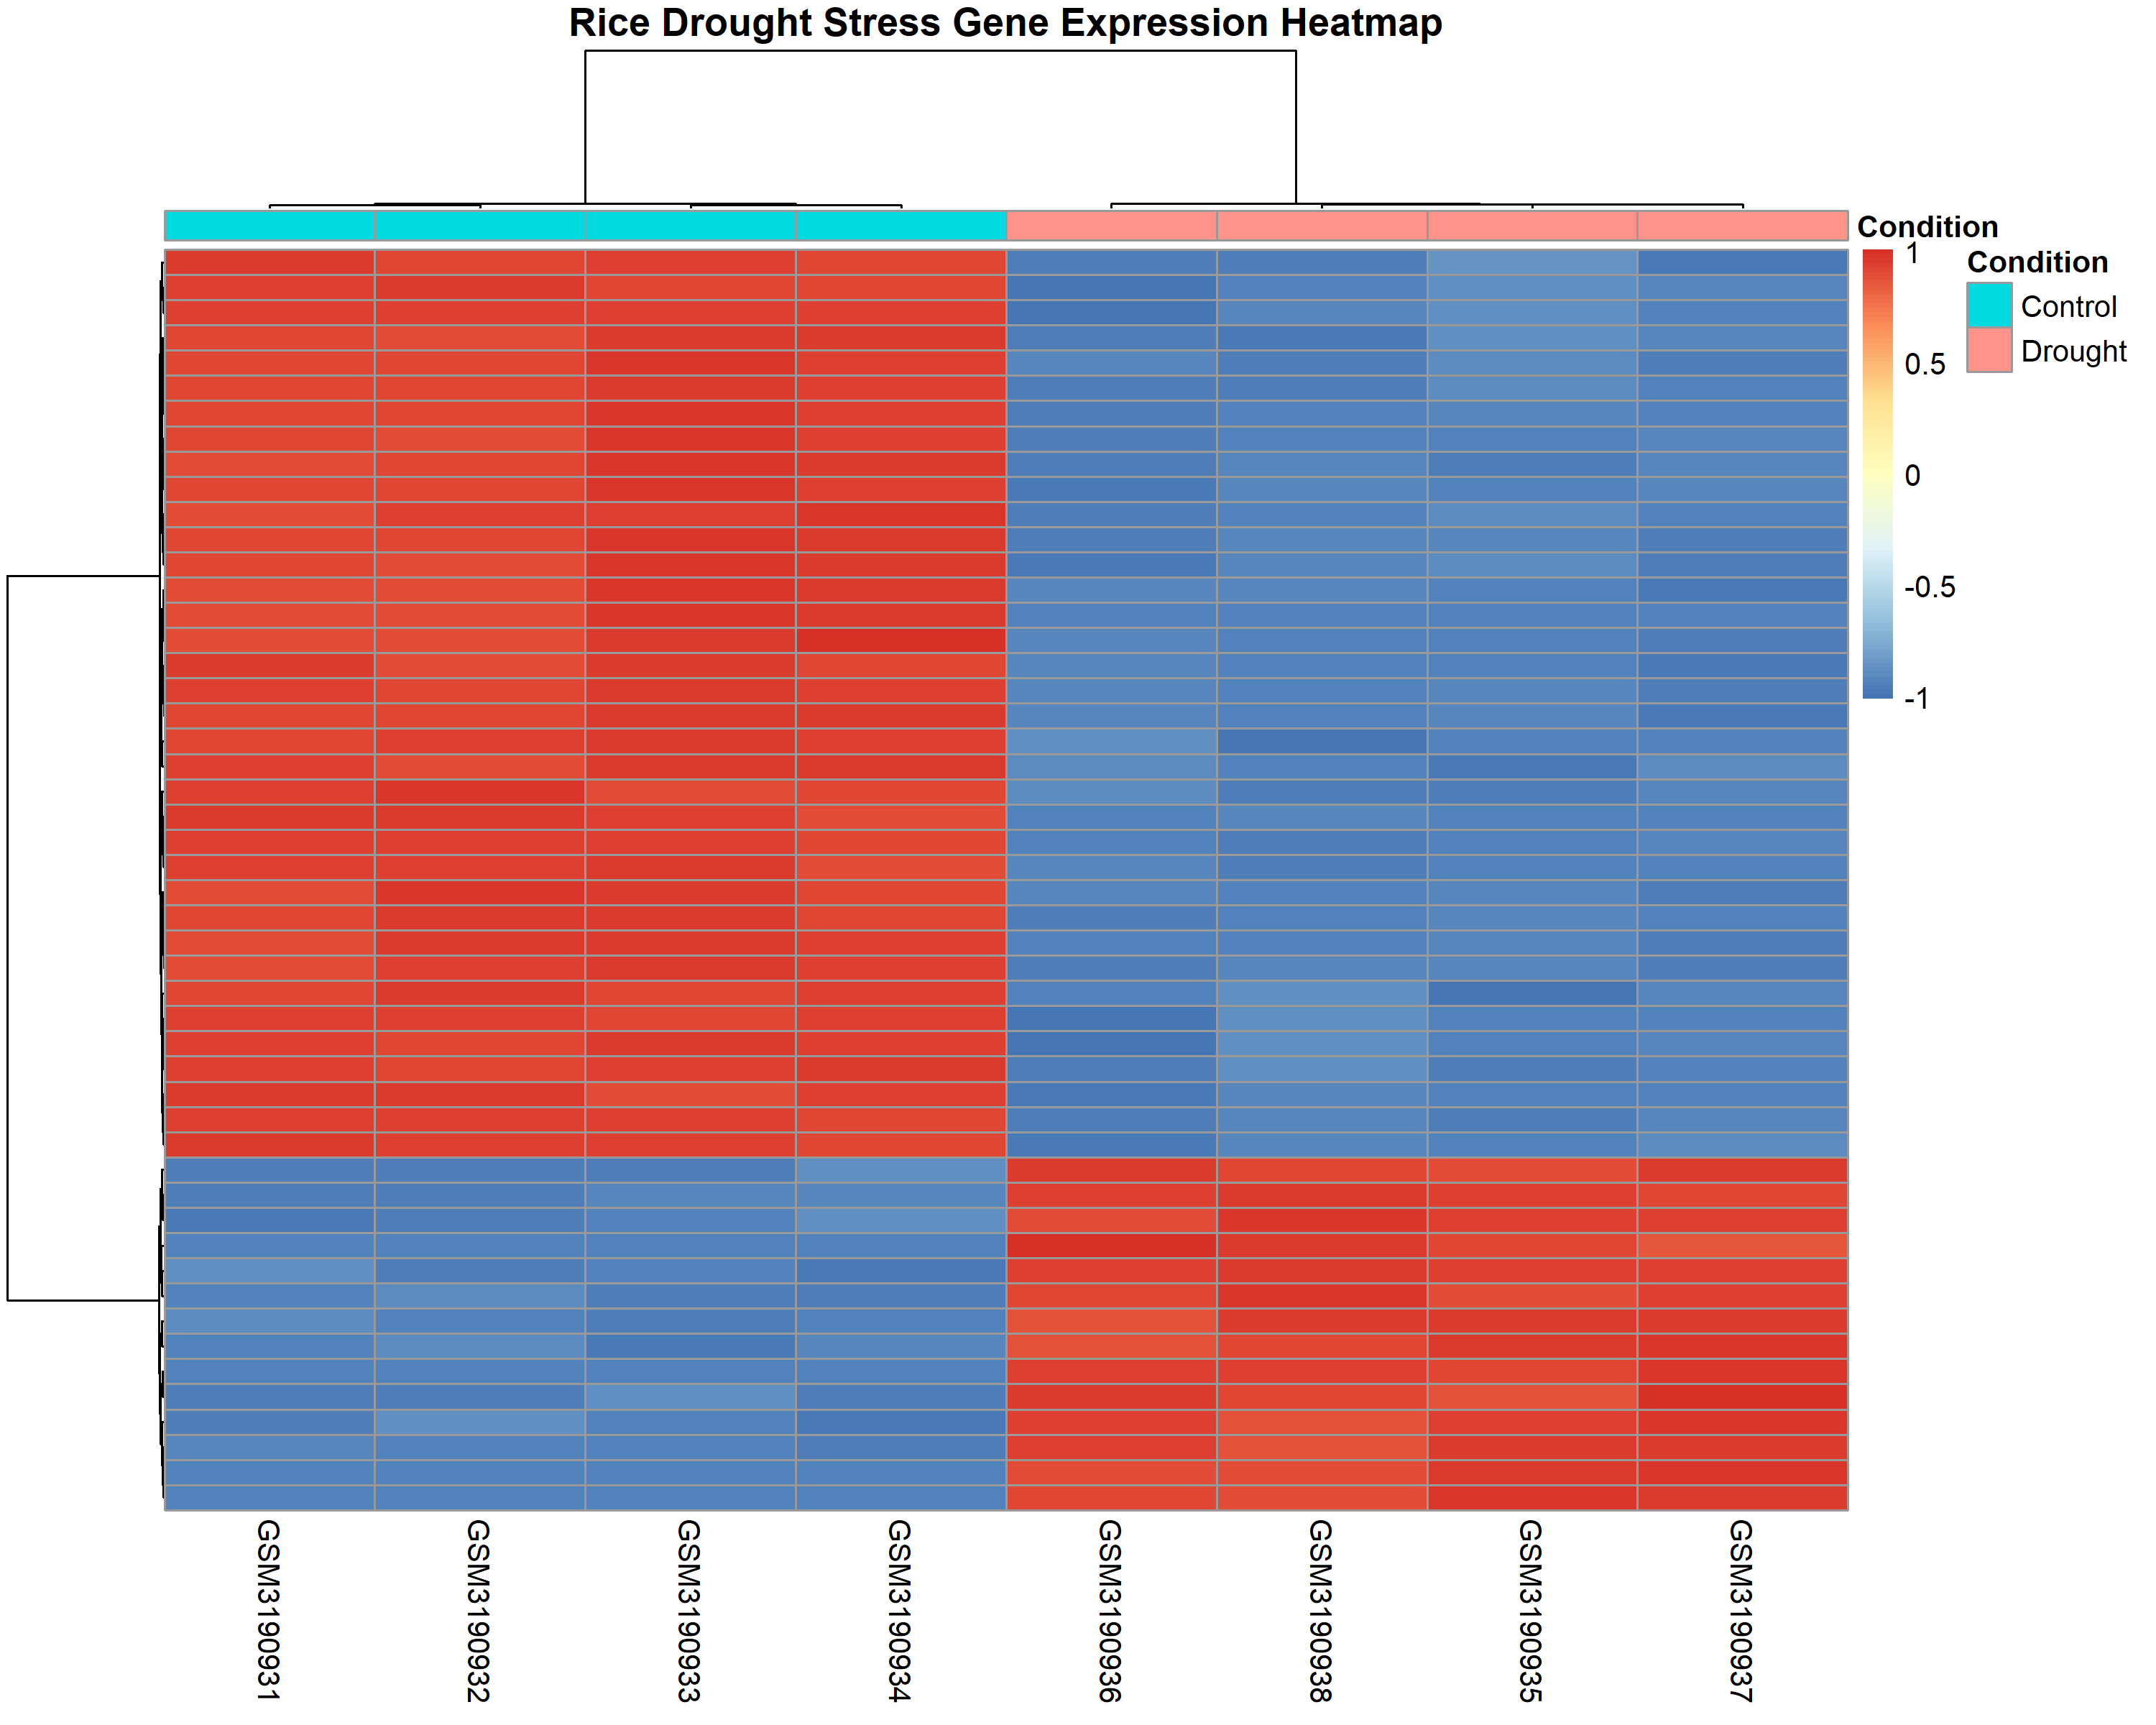 Rice Drought Stress Gene Expression Heatmap
Condition
1
0.5
0
-0.5
-1
Condition
Control
Drought
GSM3190931
GSM3190932
GSM3190933
GSM3190934
GSM3190936
GSM3190938
GSM3190935
GSM3190937